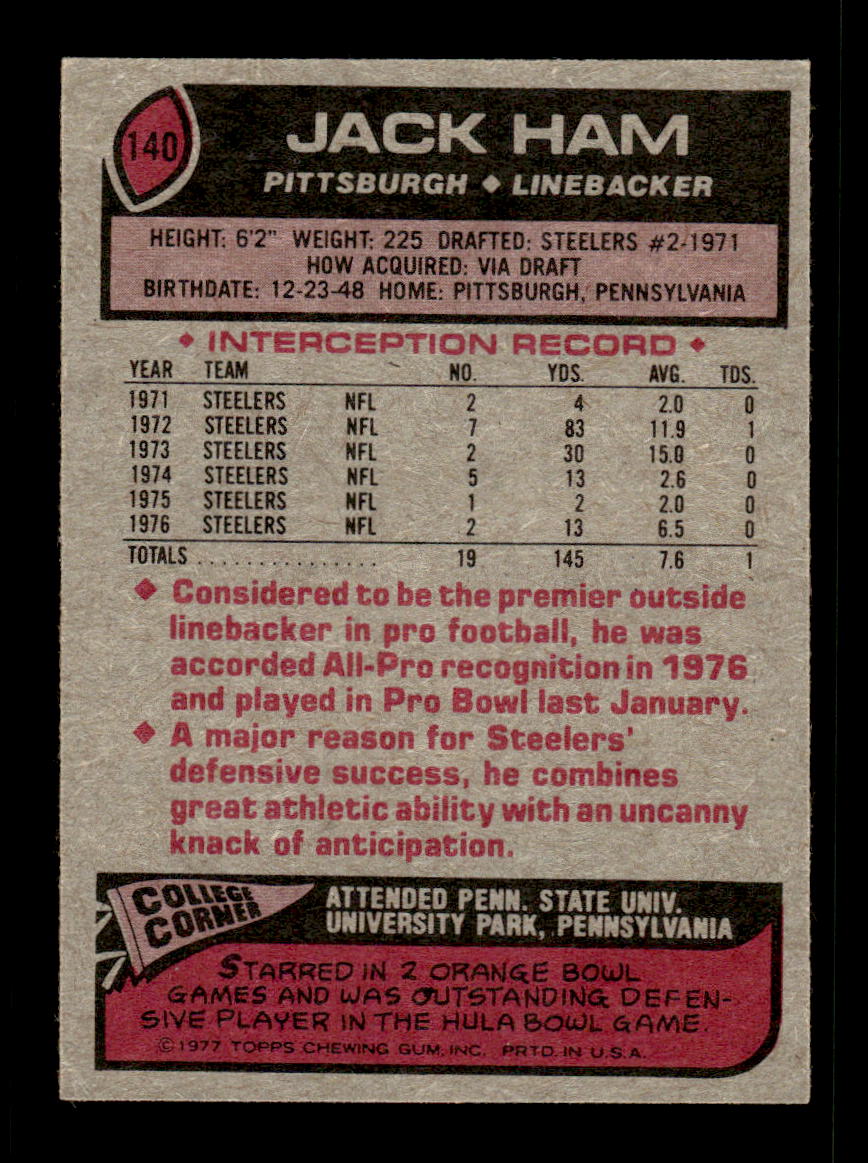 140
JACK HAM
PITTSBURGH ◆ LINEBACKER
HEIGHT: 6'2" WEIGHT: 225 DRAFTED: STEELERS #2-1971
HOW ACQUIRED: VIA DRAFT
BIRTHDATE: 12-23-48 HOME: PITTSBURGH, PENNSYLVANIA
◆ INTERCEPTION RECORD ◆
YEAR TEAM NO. YDS. AVG. TDS.
1971 STEELERS NFL 2 4 2.0 0
1972 STEELERS NFL 7 83 11.9 1
1973 STEELERS NFL 2 30 15.0 0
1974 STEELERS NFL 5 13 2.6 0
1975 STEELERS NFL 1 2 2.0 0
1976 STEELERS NFL 2 13 6.5 0
TOTALS ............... 19 145 7.6 1
◆ Considered to be the premier outside
linebacker in pro football, he was
accorded All-Pro recognition in 1976
and played in Pro Bowl last January.
◆ A major reason for Steelers'
defensive success, he combines
great athletic ability with an uncanny
knack of anticipation.
COLLEGE
CORNER
ATTENDED PENN. STATE UNIV.
UNIVERSITY PARK, PENNSYLVANIA
STARRED IN 2 ORANGE BOWL
GAMES AND WAS OUTSTANDING DEFEN-
SIVE PLAYER IN THE HULA BOWL GAME.
©1977 TOPPS CHEWING GUM, INC. PRTD. IN U.S.A.